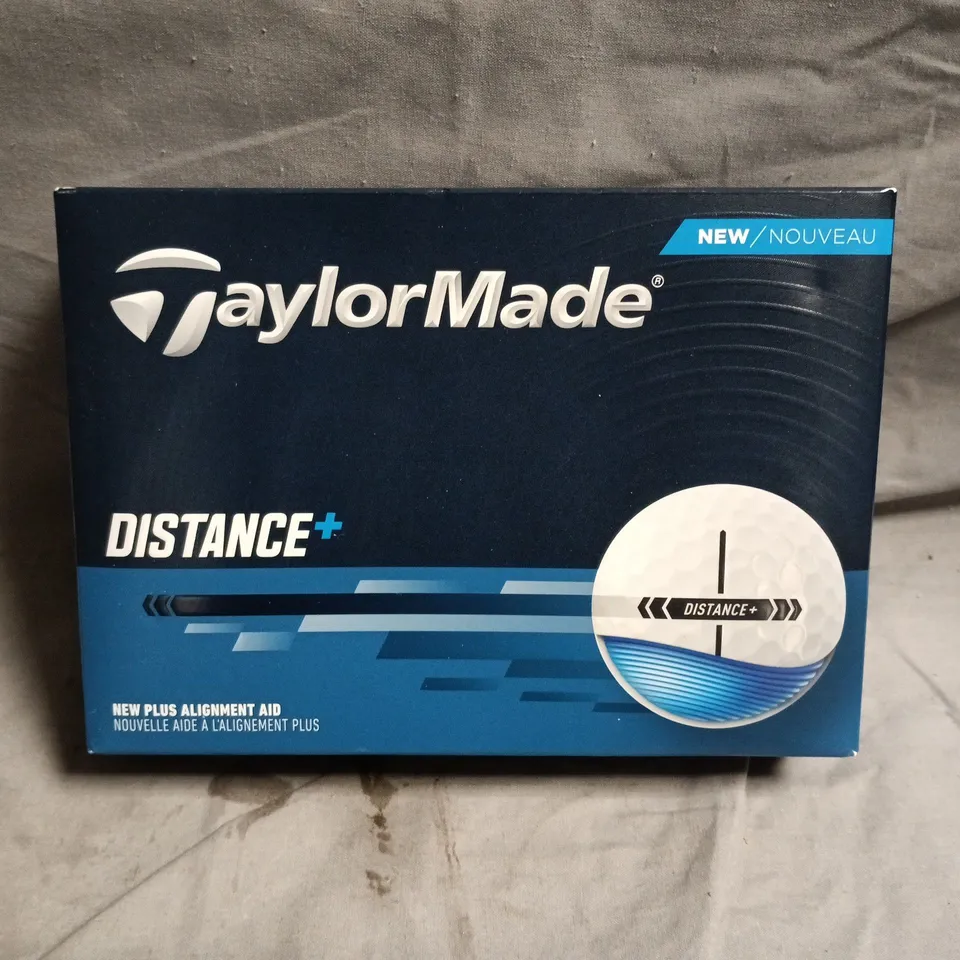 NEW/NOUVEAU
TaylorMade®
DISTANCE+
DISTANCE+
NEW PLUS ALIGNMENT AID
NOUVELLE AIDE À L'ALIGNEMENT PLUS